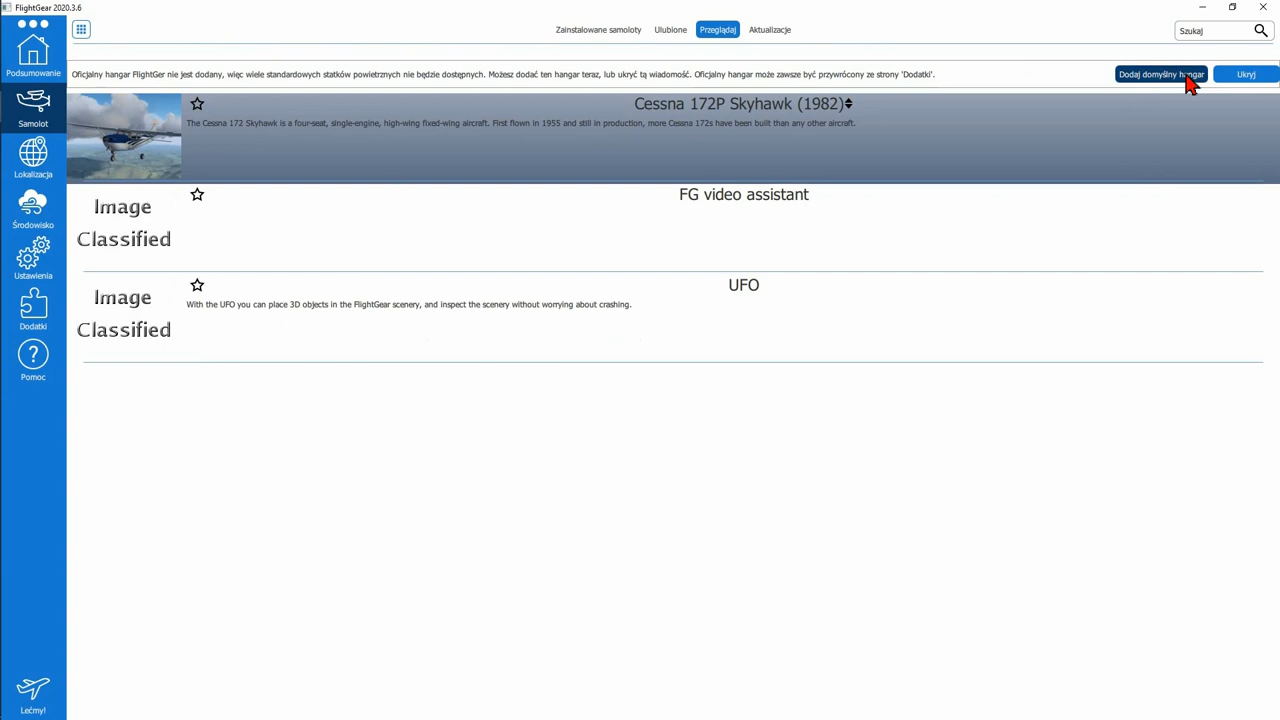 FlightGear 2020.3.6
Podsumowanie
Samolot
Lokalizacja
Środowisko
Ustawienia
Dodatki
?
Pomoc
Lećmy!
Zainstalowane samoloty
Ulubione
Przeglądaj
Aktualizacje
Szukaj
Oficjalny hangar FlightGer nie jest dodany, więc wiele standardowych statków powietrznych nie będzie dostępnych. Możesz dodać ten hangar teraz, lub ukryć tą wiadomość. Oficjalny hangar może zawsze być przywrócony ze strony 'Dodatki'.
Dodaj domyślny hangar
Ukryj
Cessna 172P Skyhawk (1982)
The Cessna 172 Skyhawk is a four-seat, single-engine, high-wing fixed-wing aircraft. First flown in 1955 and still in production, more Cessna 172s have been built than any other aircraft.
Image
Classified
FG video assistant
Image
Classified
UFO
With the UFO you can place 3D objects in the FlightGear scenery, and inspect the scenery without worrying about crashing.